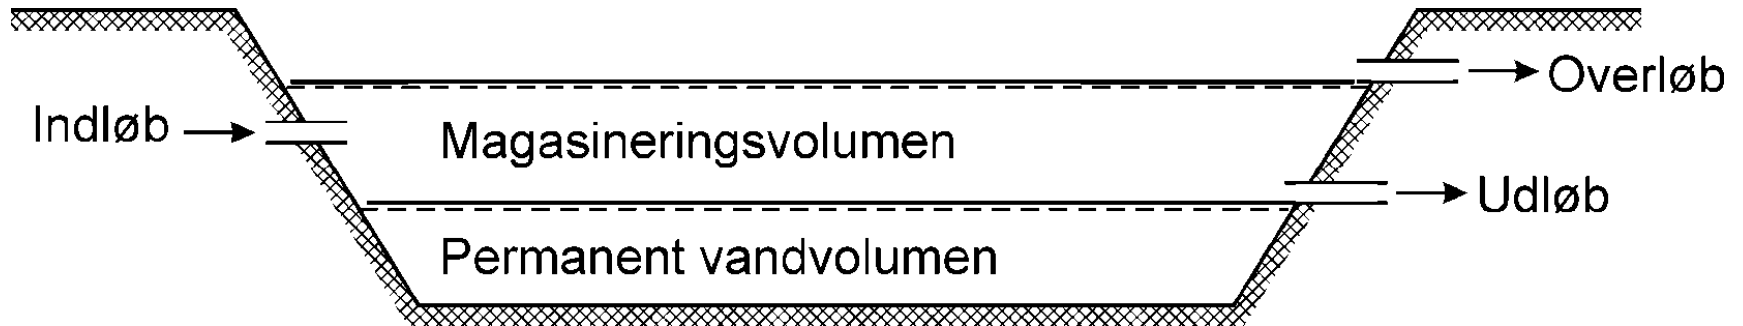 Overløb
Indløb
Magasineringsvolumen
Udløb
Permanent vandvolumen